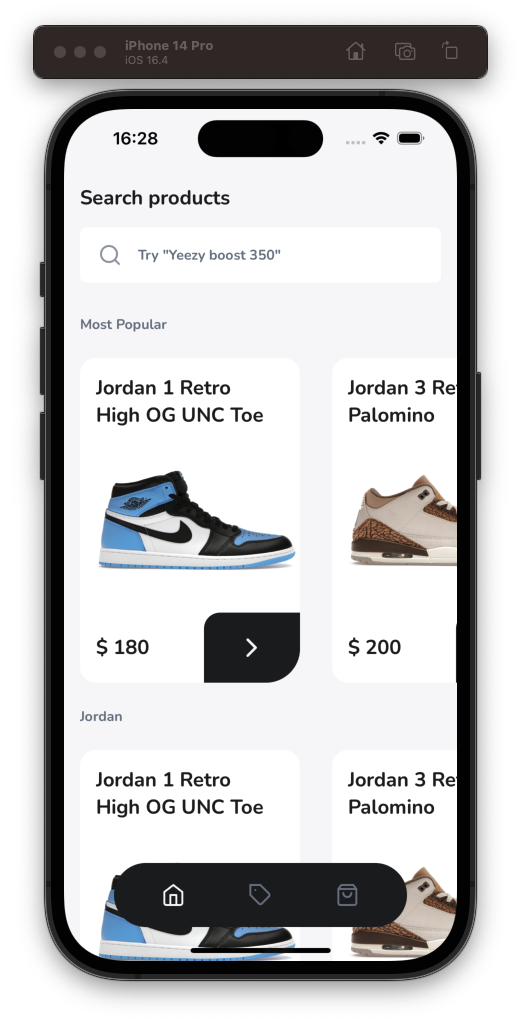 iPhone 14 Pro
iOS 16.4
16:28
Search products
Try "Yeezy boost 350"
Most Popular
Jordan 1 Retro
High OG UNC Toe
$ 180
Jordan 3 Re
Palomino
$ 200
Jordan
Jordan 1 Retro
High OG UNC Toe
Jordan 3 Re
Palomino